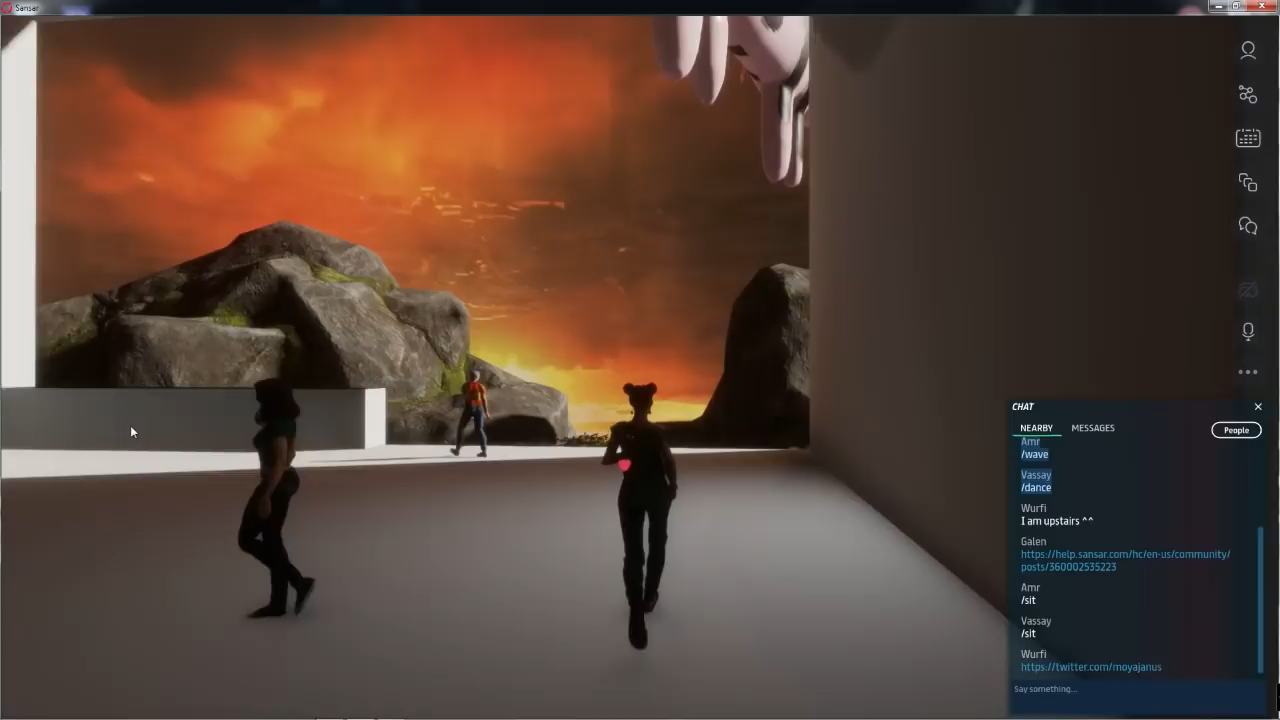 Sansar
CHAT
NEARBY MESSAGES People
Amr
/wave
Vassay
/dance
Wurfi
I am upstairs ^^
Galen
https://help.sansar.com/hc/en-us/community/
posts/360002535223
Amr
/sit
Vassay
/sit
Wurfi
https://twitter.com/moyajanus
Say something...